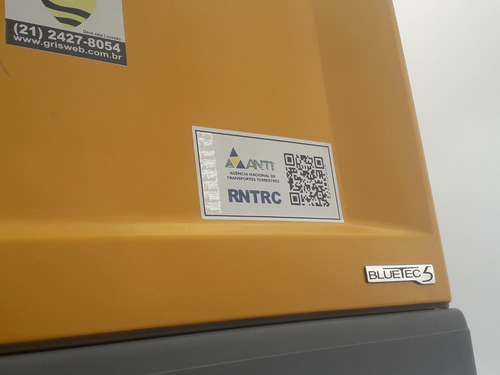 (21) 2427-8054
www.grisweb.com.br
ANTT
AGÊNCIA NACIONAL DE
TRANSPORTES TERRESTRES
RNTRC
BLUETEC 5